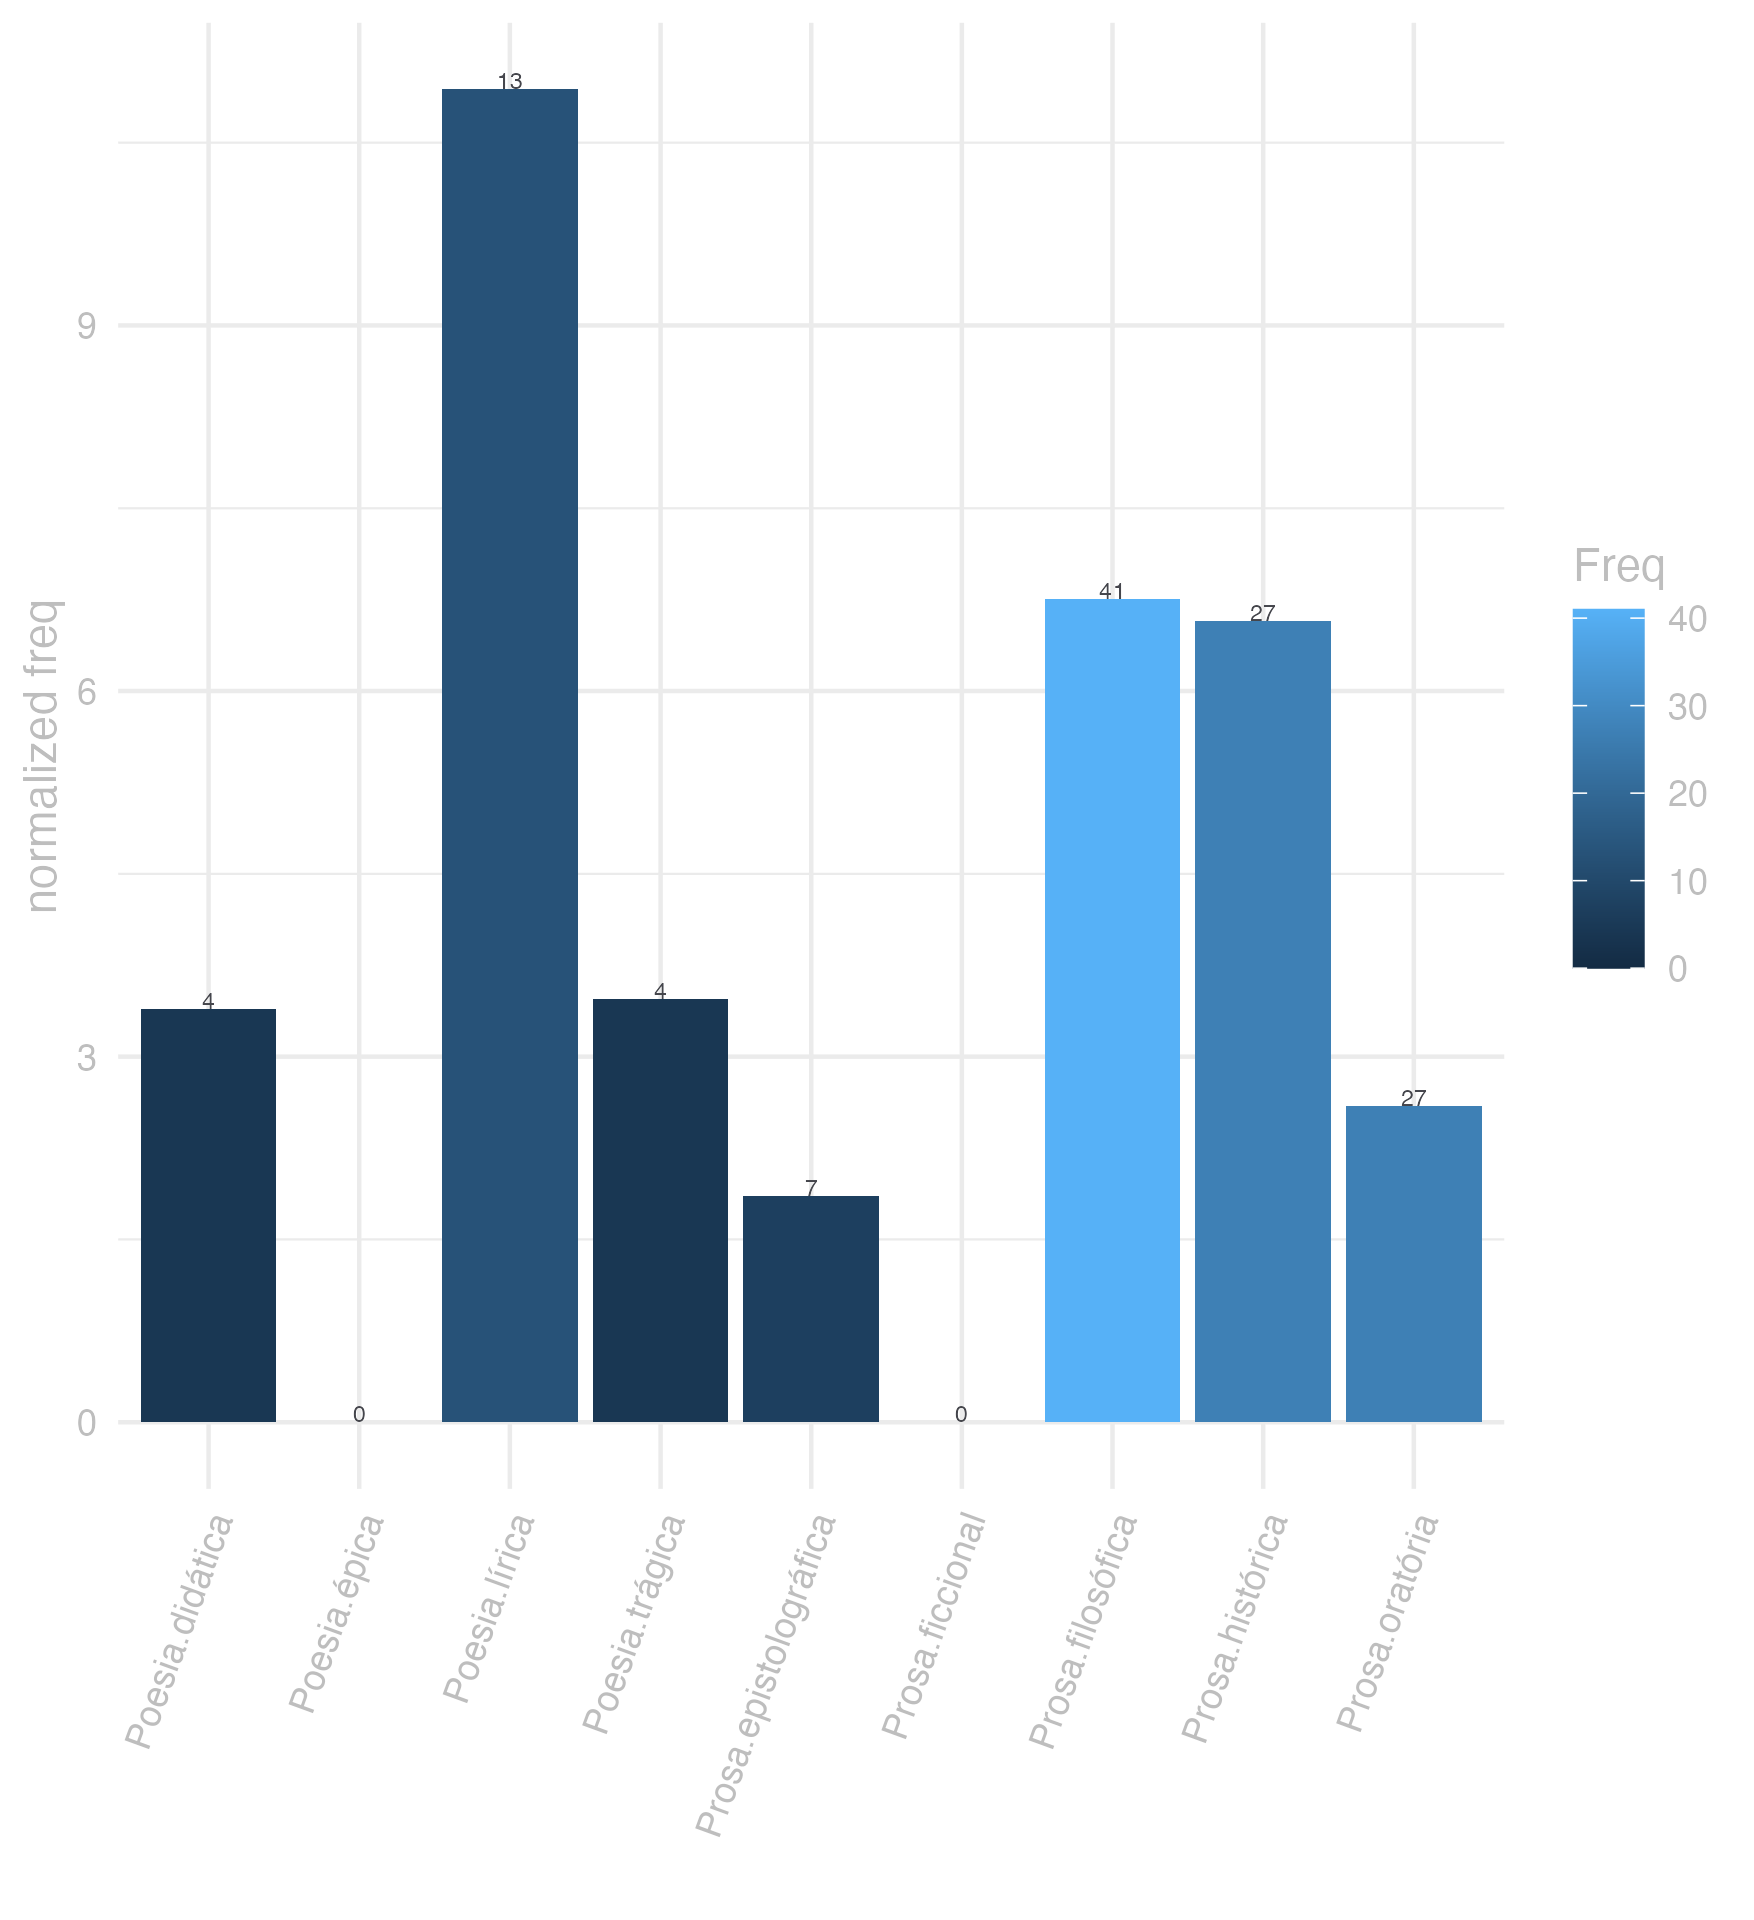 13
9
41
27
Freq
40
30
20
10
0
normalized freq
6
4
4
3
27
7
0
0
0
Poesia.didática
Poesia.épica
Poesia.lírica
Poesia.trágica
Prosa.epistolográfica
Prosa.ficcional
Prosa.filosófica
Prosa.histórica
Prosa.oratória